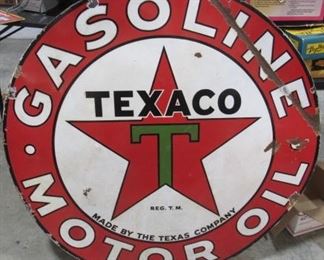 · GASOLINE ·
TEXACO
T
REG. T. M.
MADE BY THE TEXAS COMPANY
MOTOR OIL